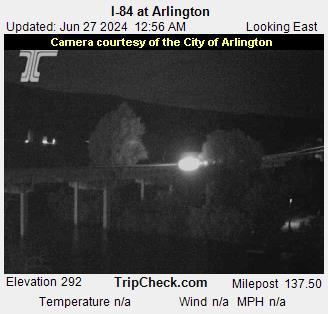 I-84 at Arlington
Updated: Jun 27 2024 12:56 AM Looking East
Camera courtesy of the City of Arlington
Elevation 292 TripCheck.com Milepost 137.50
Temperature n/a Wind n/a MPH n/a